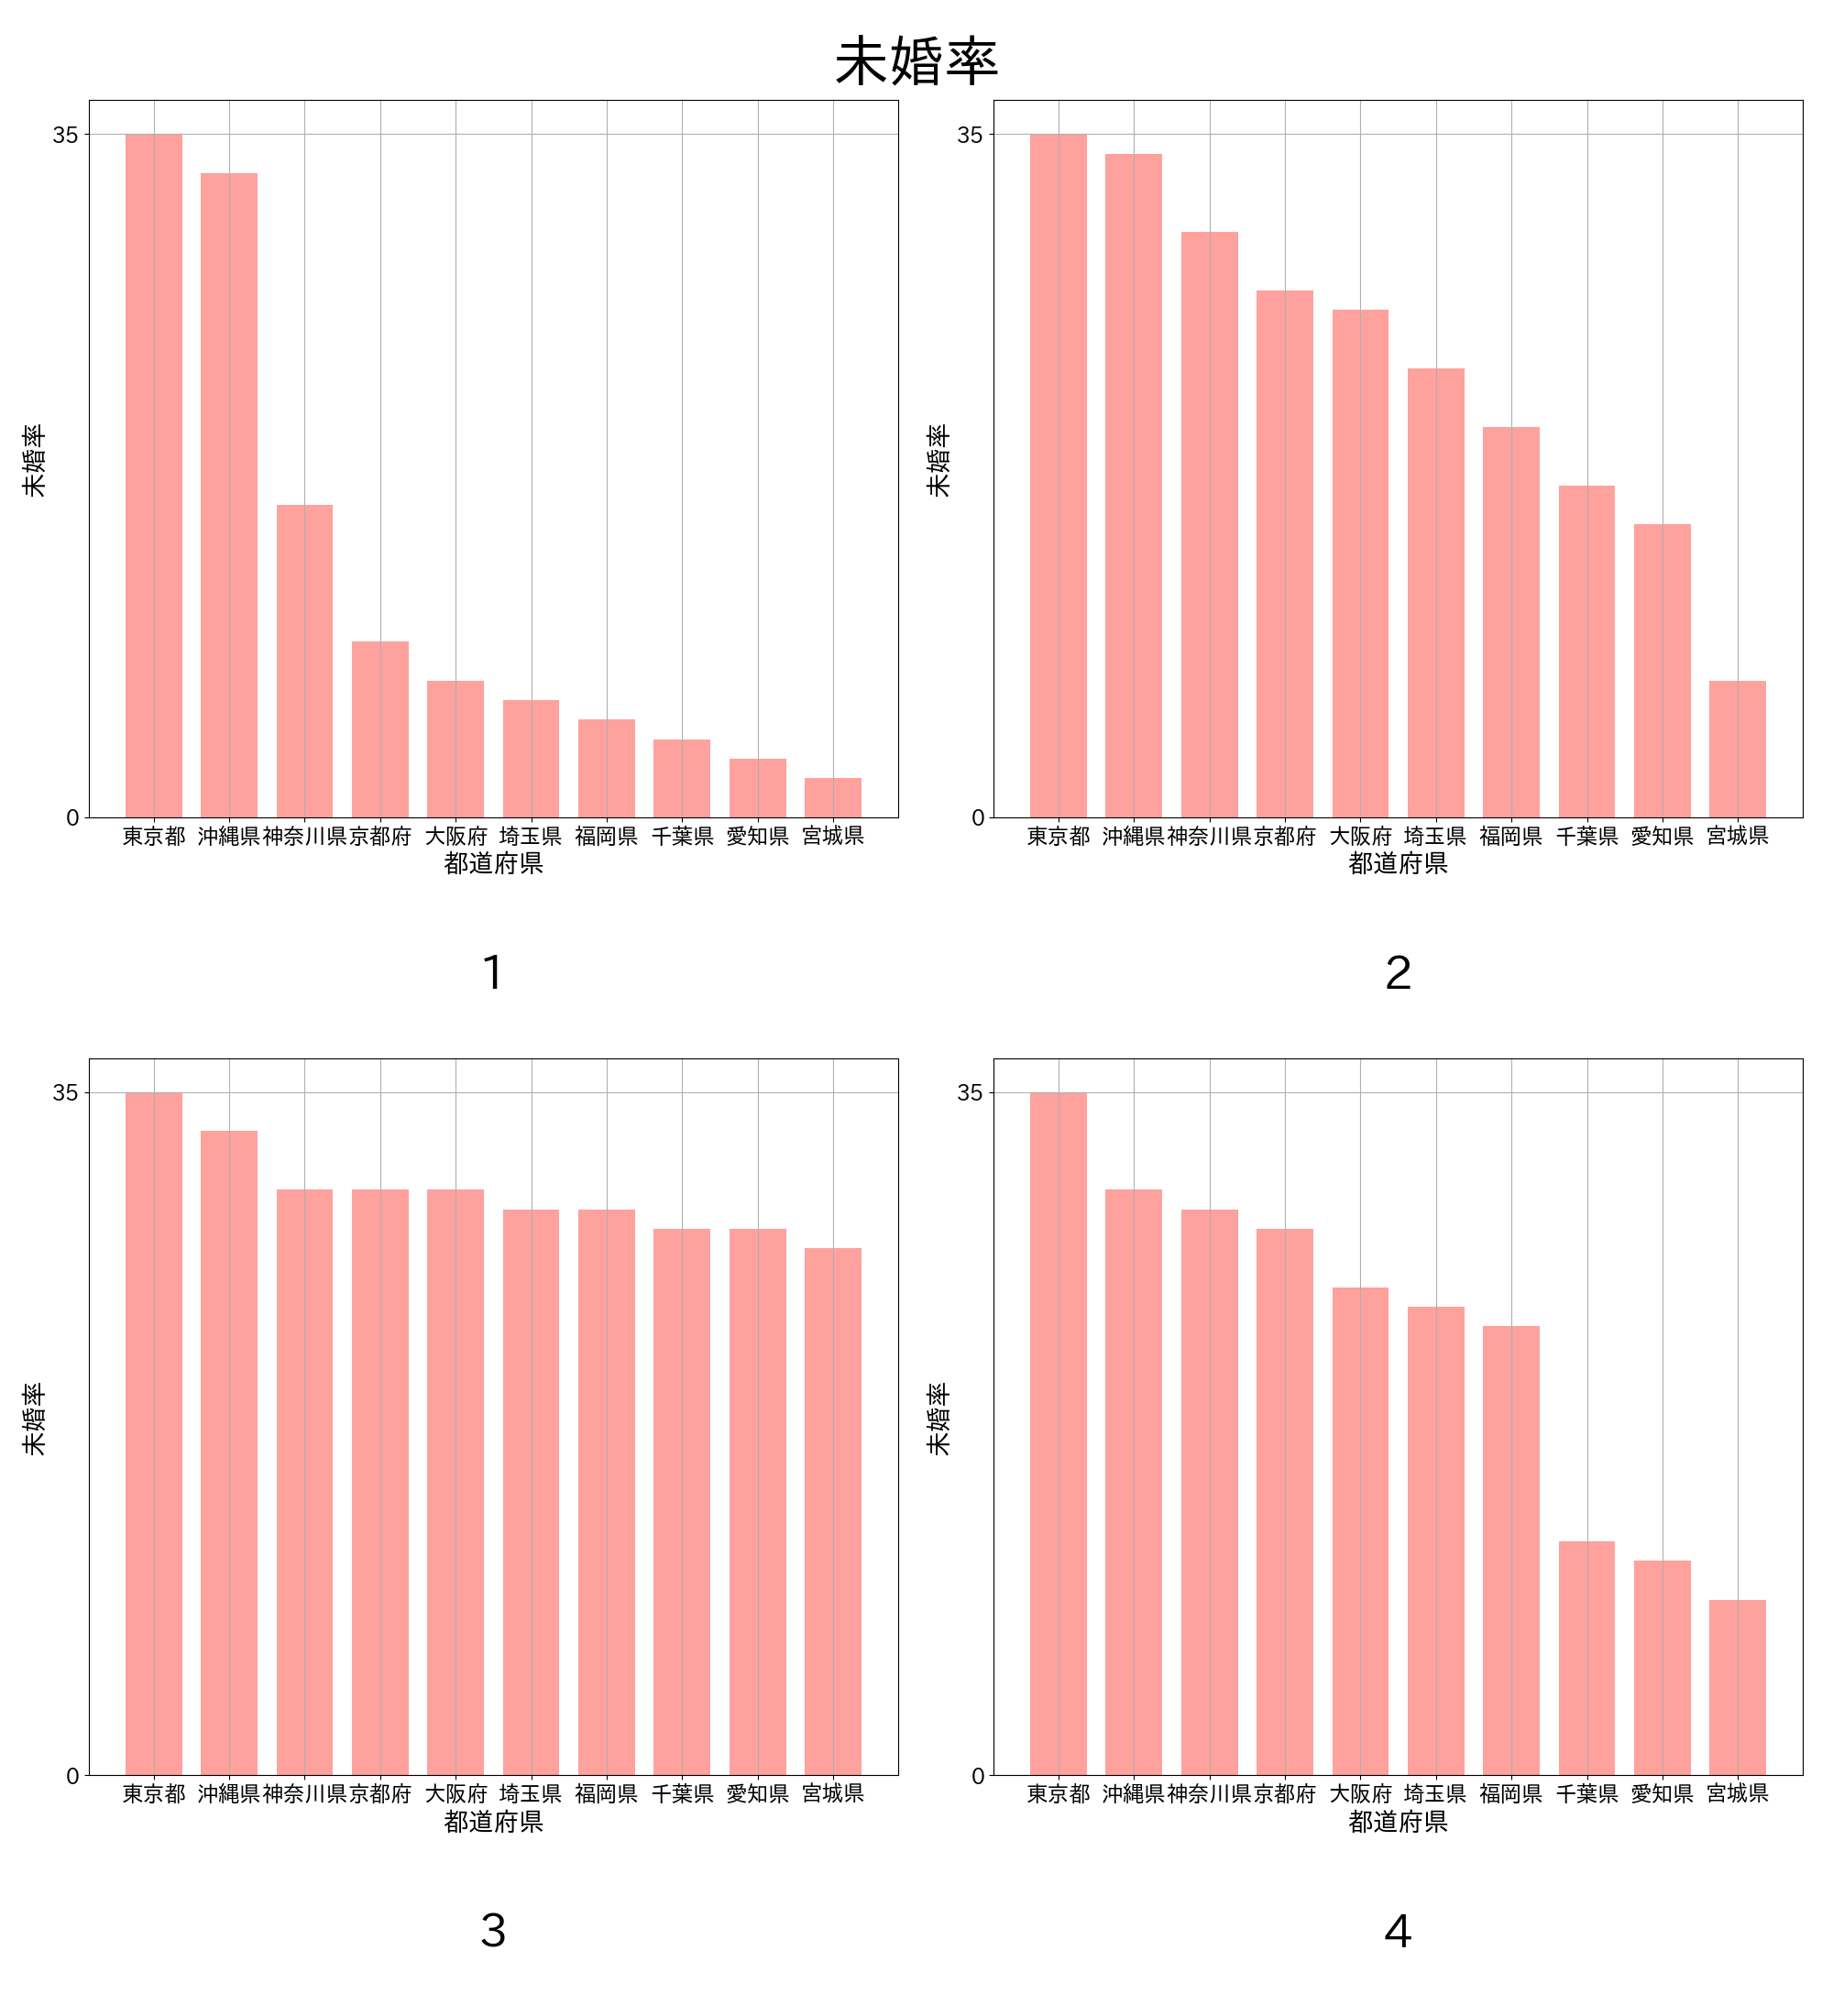 未婚率
35
0
未婚率
東京都 沖縄県 神奈川県 京都府 大阪府 埼玉県 福岡県 千葉県 愛知県 宮城県
都道府県
1
35
0
未婚率
東京都 沖縄県 神奈川県 京都府 大阪府 埼玉県 福岡県 千葉県 愛知県 宮城県
都道府県
2
35
0
未婚率
東京都 沖縄県 神奈川県 京都府 大阪府 埼玉県 福岡県 千葉県 愛知県 宮城県
都道府県
3
35
0
未婚率
東京都 沖縄県 神奈川県 京都府 大阪府 埼玉県 福岡県 千葉県 愛知県 宮城県
都道府県
4